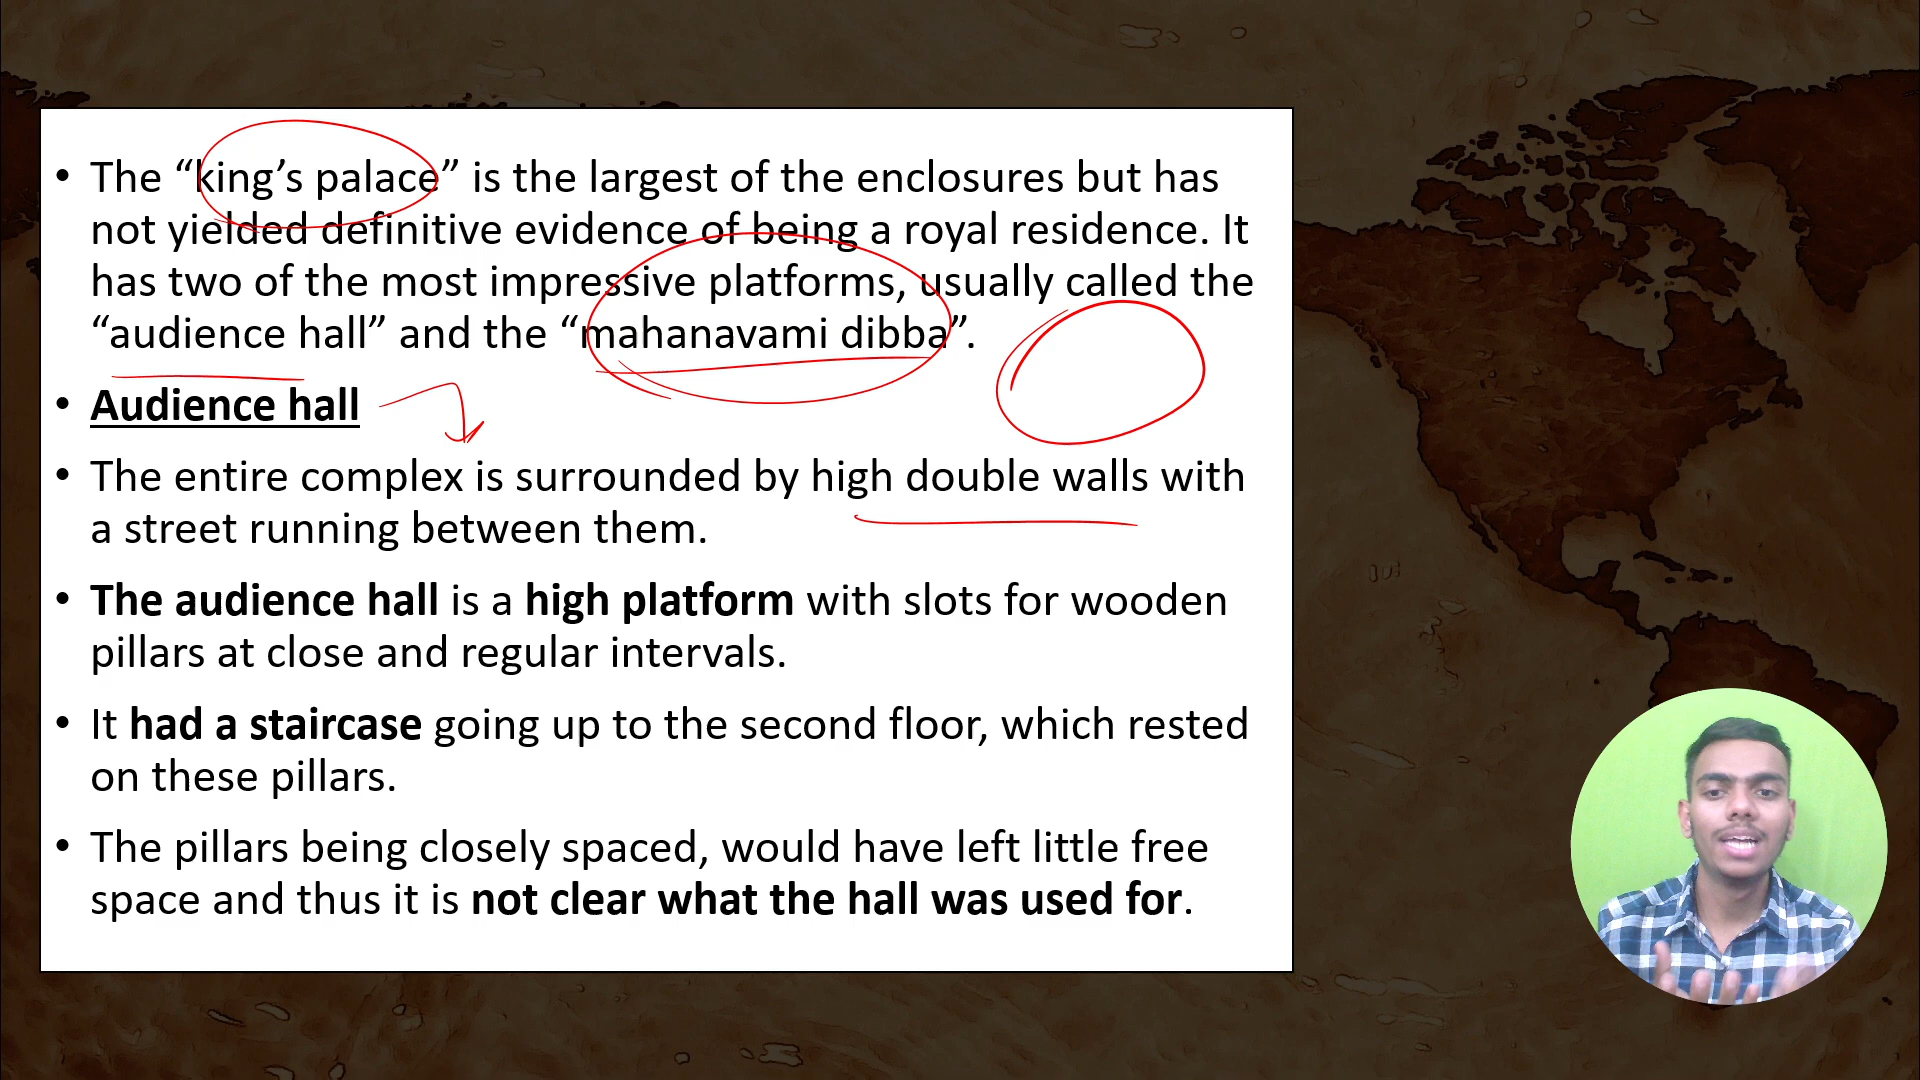 • The “king’s palace” is the largest of the enclosures but has
not yielded definitive evidence of being a royal residence. It
has two of the most impressive platforms, usually called the
“audience hall” and the “mahanavami dibba”.
• Audience hall
• The entire complex is surrounded by high double walls with
a street running between them.
• The audience hall is a high platform with slots for wooden
pillars at close and regular intervals.
• It had a staircase going up to the second floor, which rested
on these pillars.
• The pillars being closely spaced, would have left little free
space and thus it is not clear what the hall was used for.